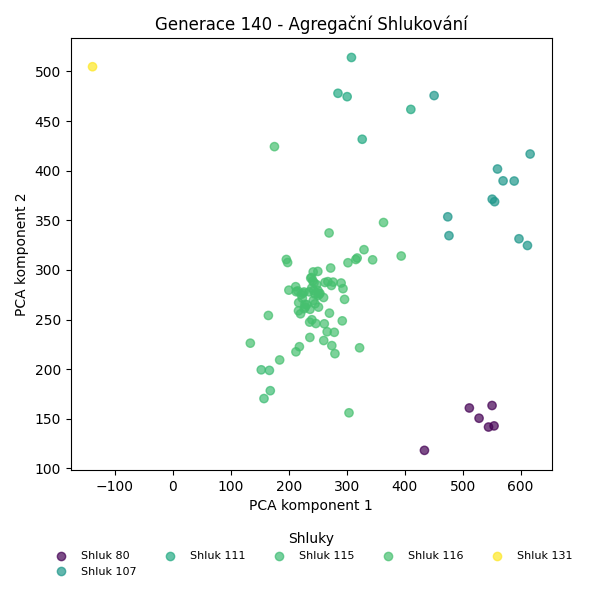 Generace 140 - Agregační Shlukování
PCA komponent 2
500
450
400
350
300
250
200
150
100
−100 0 100 200 300 400 500 600
PCA komponent 1
Shluky
Shluk 80 Shluk 111 Shluk 115 Shluk 116 Shluk 131
Shluk 107